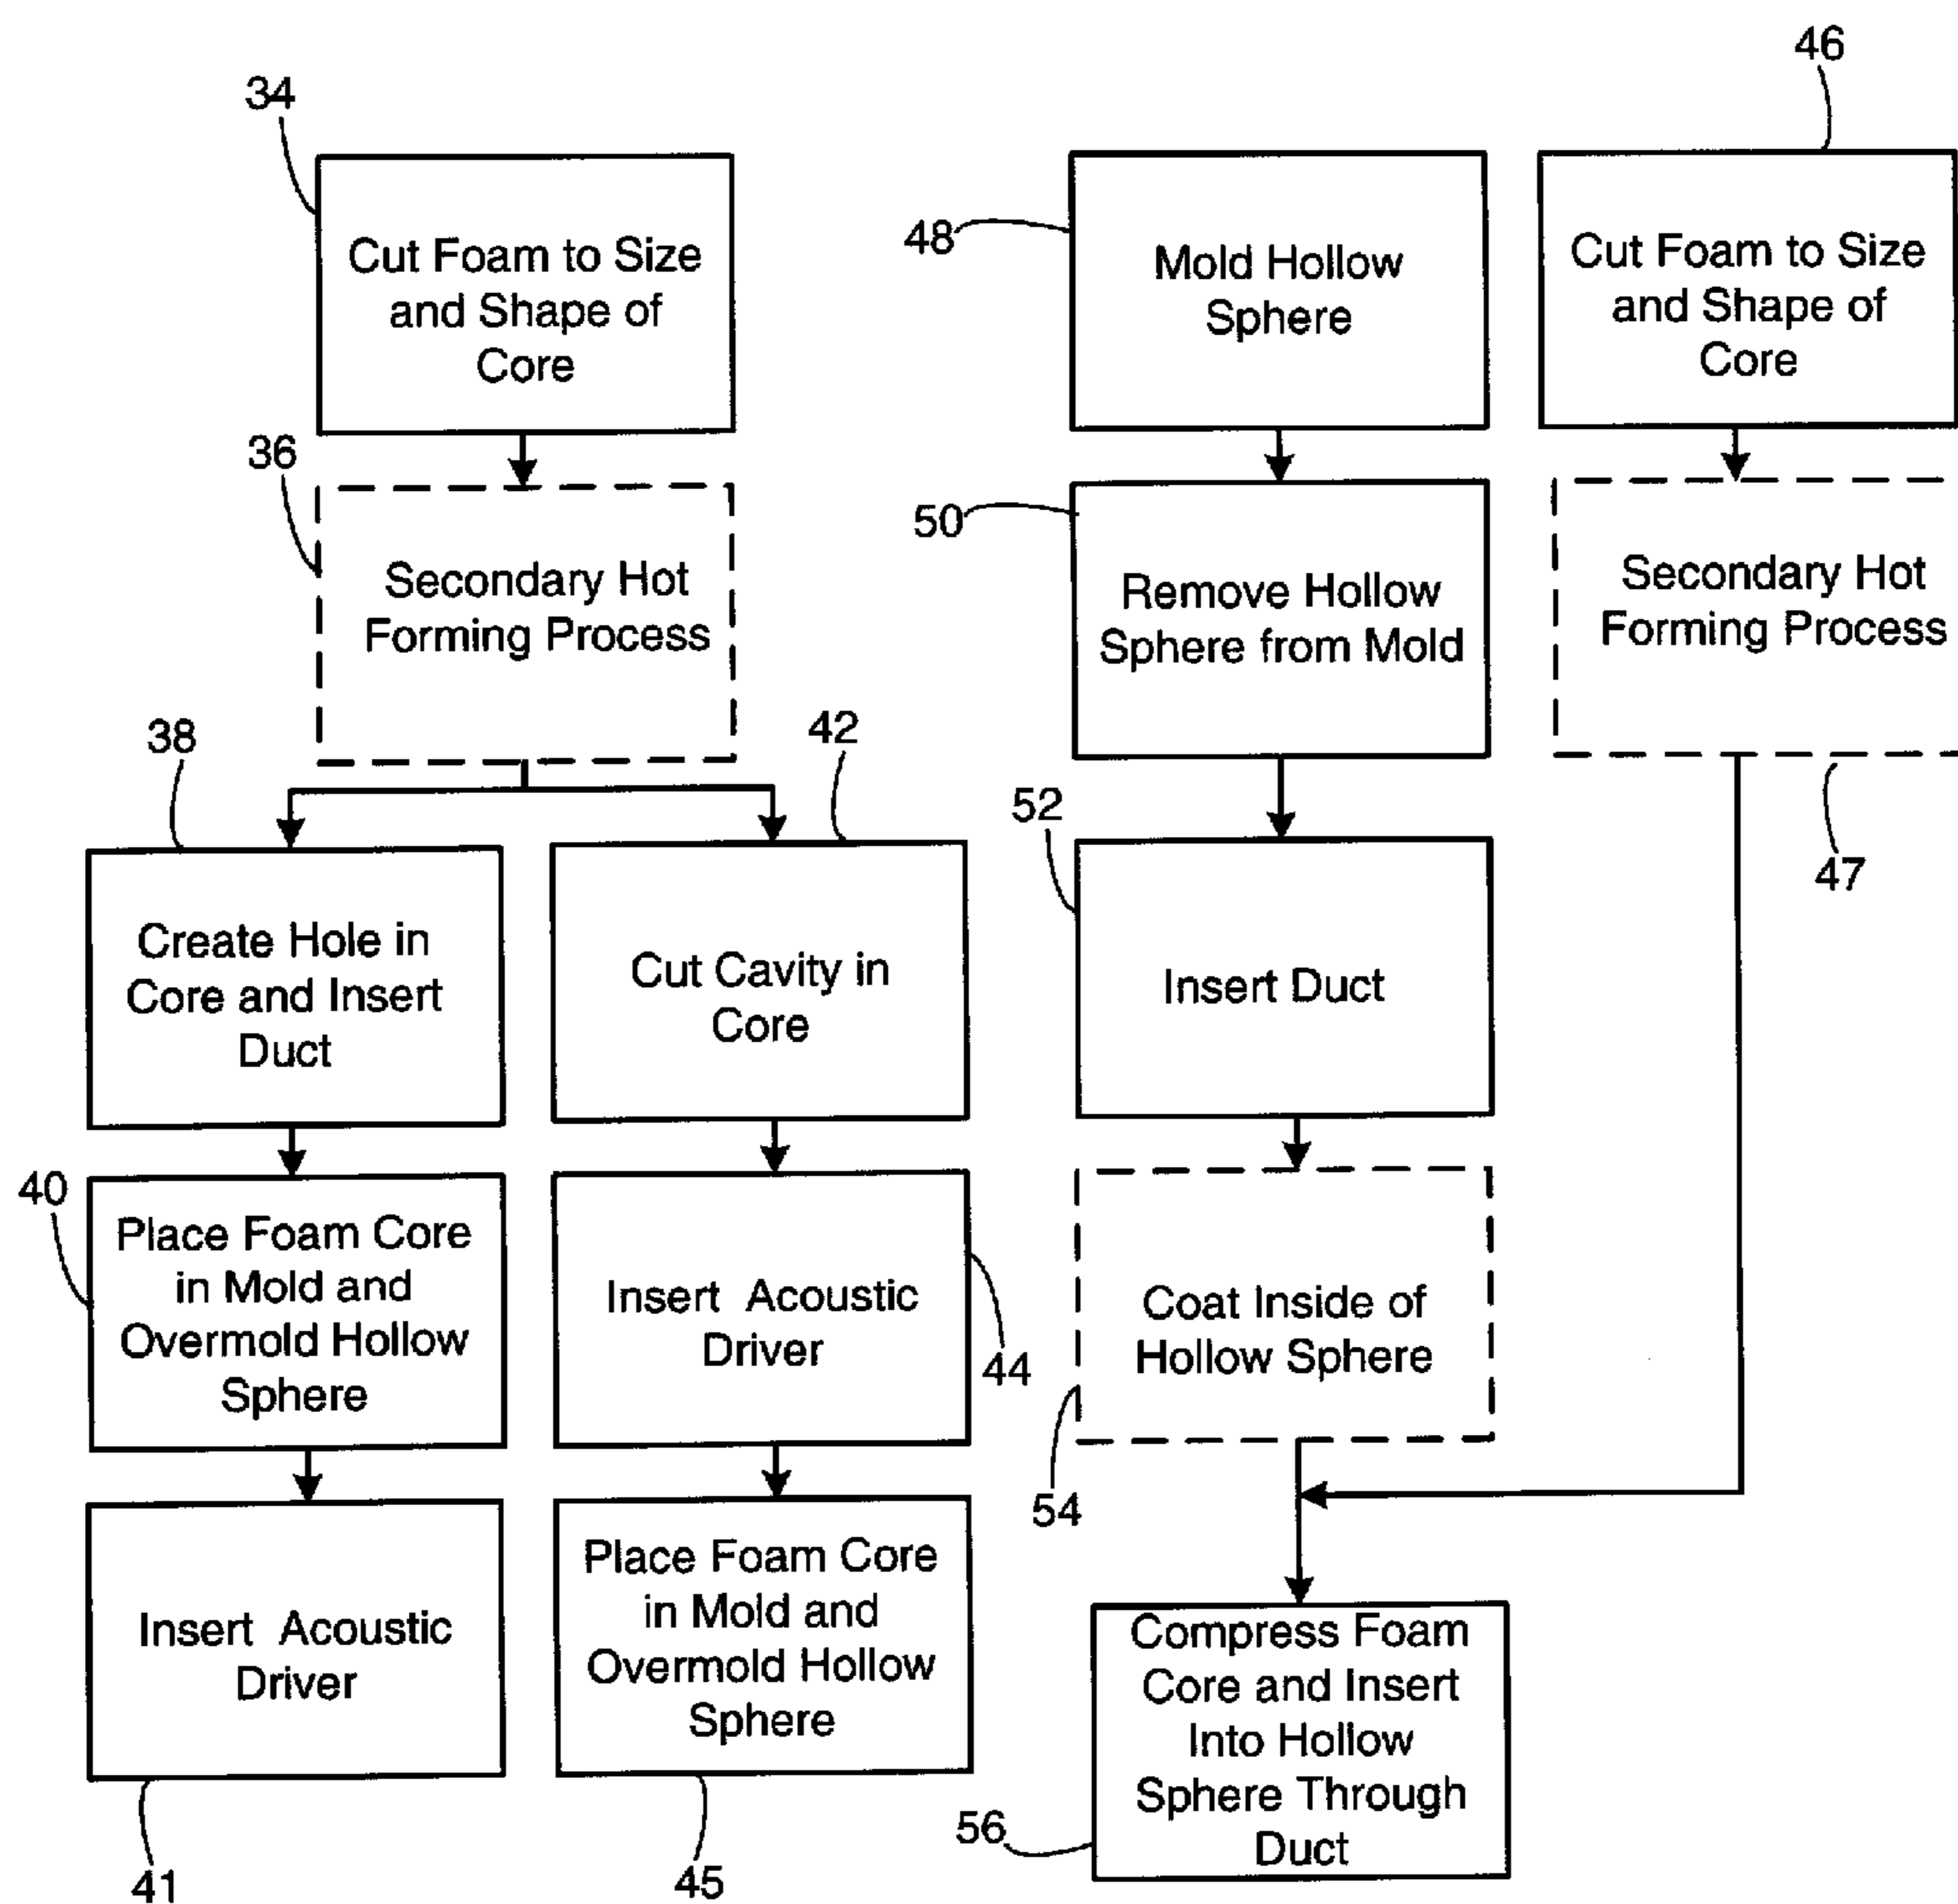 34
Cut Foam to Size
and Shape of
Core
36
Secondary Hot
Forming Process
38
Create Hole in
Core and Insert
Duct
40
Place Foam Core
in Mold and
Overmold Hollow
Sphere
Insert Acoustic
Driver
41
42
Cut Cavity in
Core
Insert Acoustic
Driver
44
Place Foam Core
in Mold and
Overmold Hollow
Sphere
45
48
Mold Hollow
Sphere
50
Remove Hollow
Sphere from Mold
52
Insert Duct
Coat Inside of
Hollow Sphere
54
46
Cut Foam to Size
and Shape of
Core
Secondary Hot
Forming Process
47
Compress Foam
Core and Insert
Into Hollow
Sphere Through
Duct
56